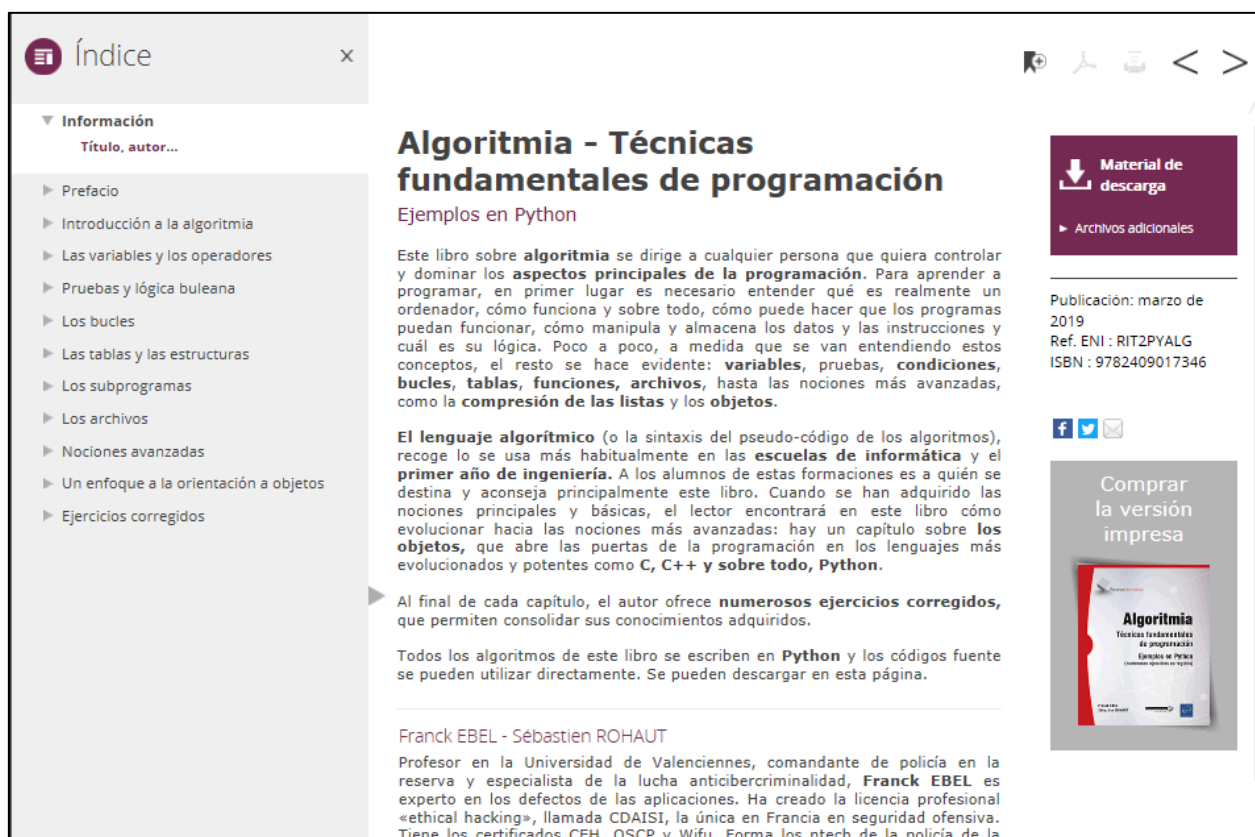 Índice
x
Información
Título, autor...
Prefacio
Introducción a la algoritmia
Las variables y los operadores
Pruebas y lógica buleana
Los bucles
Las tablas y las estructuras
Los subprogramas
Los archivos
Nociones avanzadas
Un enfoque a la orientación a objetos
Ejercicios corregidos
Algoritmia - Técnicas
fundamentales de programación
Ejemplos en Python
Este libro sobre algoritmia se dirige a cualquier persona que quiera controlar
y dominar los aspectos principales de la programación. Para aprender a
programar, en primer lugar es necesario entender qué es realmente un
ordenador, cómo funciona y sobre todo, cómo puede hacer que los programas
puedan funcionar, cómo manipula y almacena los datos y las instrucciones y
cuál es su lógica. Poco a poco, a medida que se van entendiendo estos
conceptos, el resto se hace evidente: variables, pruebas, condiciones,
bucles, tablas, funciones, archivos, hasta las nociones más avanzadas,
como la compresión de las listas y los objetos.
El lenguaje algorítmico (o la sintaxis del pseudo-código de los algoritmos),
recoge lo se usa más habitualmente en las escuelas de informática y el
primer año de ingeniería. A los alumnos de estas formaciones es a quién se
destina y aconseja principalmente este libro. Cuando se han adquirido las
nociones principales y básicas, el lector encontrará en este libro cómo
evolucionar hacia las nociones más avanzadas: hay un capítulo sobre los
objetos, que abre las puertas de la programación en los lenguajes más
evolucionados y potentes como C, C++ y sobre todo, Python.
Al final de cada capítulo, el autor ofrece numerosos ejercicios corregidos,
que permiten consolidar sus conocimientos adquiridos.
Todos los algoritmos de este libro se escriben en Python y los códigos fuente
se pueden utilizar directamente. Se pueden descargar en esta página.
Franck EBEL - Sébastien ROHAUT
Profesor en la Universidad de Valenciennes, comandante de policía en la
reserva y especialista de la lucha anticibercriminalidad, Franck EBEL es
experto en los defectos de las aplicaciones. Ha creado la licencia profesional
«ethical hacking», llamada CDAISI, la única en Francia en seguridad ofensiva.
Tiene los certificados CEH, OSCP y Wifu. Forma los ntech de la policía de la
Material de
descarga
Archivos adicionales
Publicación: marzo de
2019
Ref. ENI : RIT2PYALG
ISBN : 9782409017346
Comprar
la versión
impresa
Algoritmia
Técnicas fundamentales
de programación
Ejemplos en Python